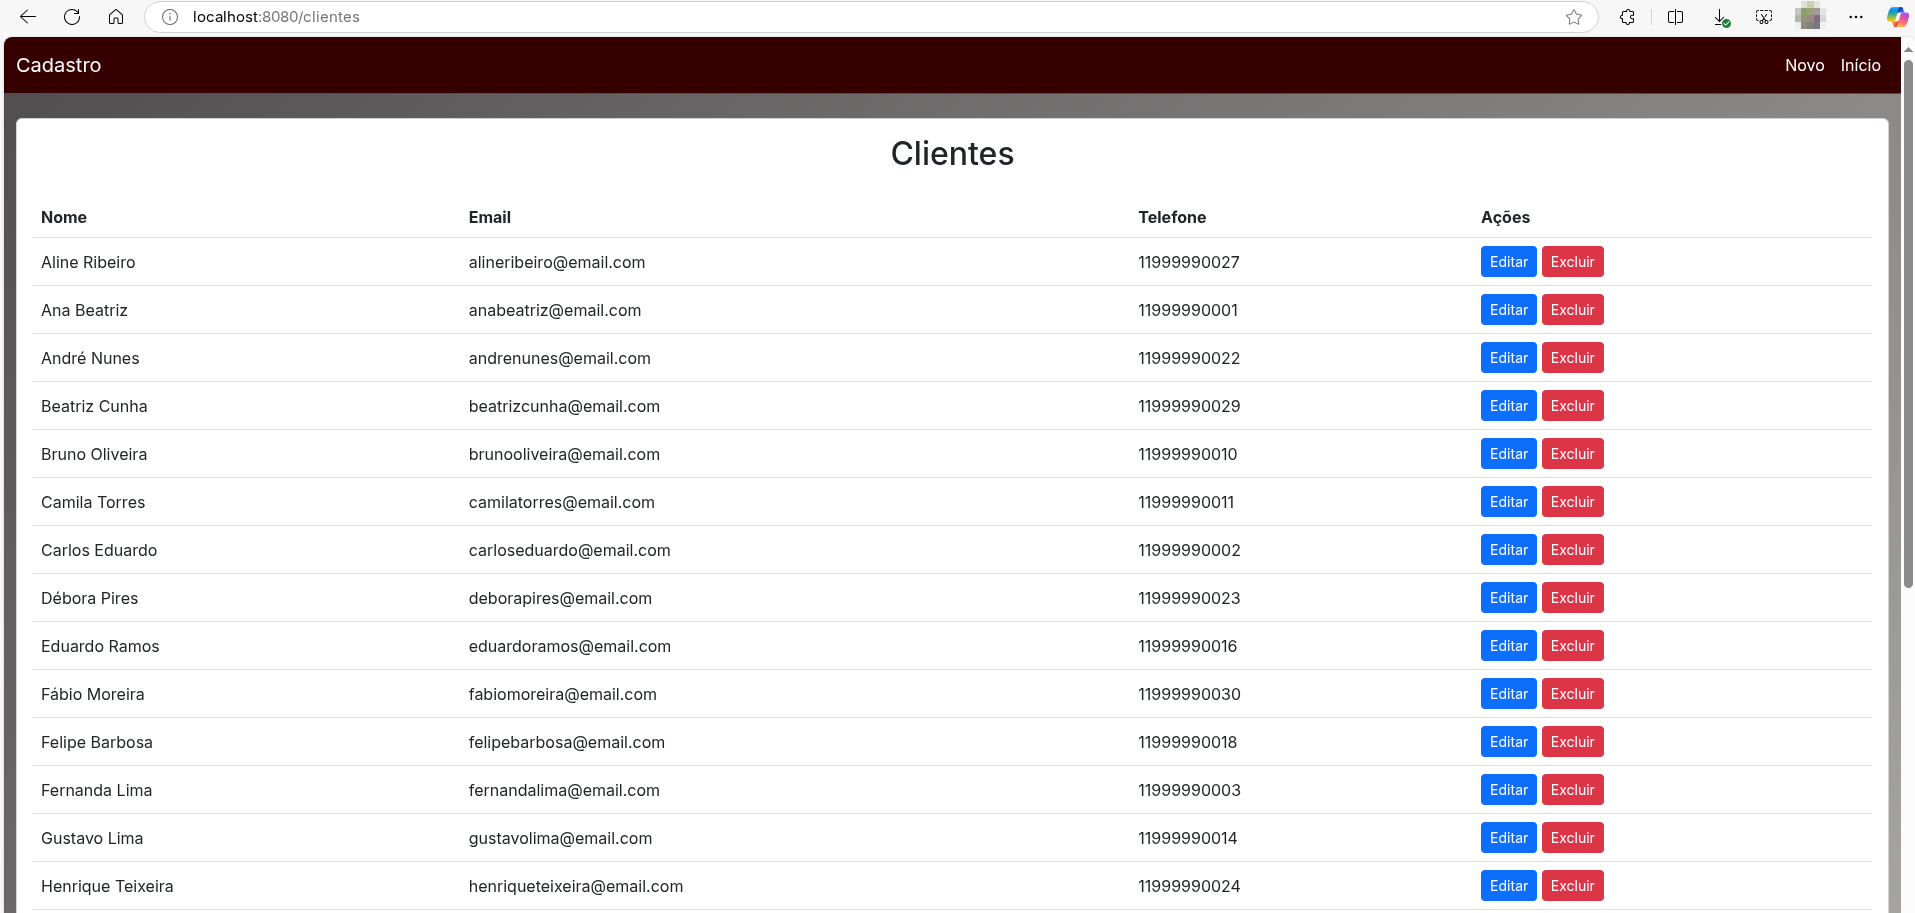 localhost:8080/clientes
Cadastro Novo Início
Clientes
Nome Email Telefone Ações
Aline Ribeiro alineribeiro@email.com 11999990027 Editar Excluir
Ana Beatriz anabeatriz@email.com 11999990001 Editar Excluir
André Nunes andrenunes@email.com 11999990022 Editar Excluir
Beatriz Cunha beatrizcunha@email.com 11999990029 Editar Excluir
Bruno Oliveira brunooliveira@email.com 11999990010 Editar Excluir
Camila Torres camilatorres@email.com 11999990011 Editar Excluir
Carlos Eduardo carloseduardo@email.com 11999990002 Editar Excluir
Débora Pires deborapires@email.com 11999990023 Editar Excluir
Eduardo Ramos eduardoramos@email.com 11999990016 Editar Excluir
Fábio Moreira fabiomoreira@email.com 11999990030 Editar Excluir
Felipe Barbosa felipebarbosa@email.com 11999990018 Editar Excluir
Fernanda Lima fernandalima@email.com 11999990003 Editar Excluir
Gustavo Lima gustavolima@email.com 11999990014 Editar Excluir
Henrique Teixeira henriqueteixeira@email.com 11999990024 Editar Excluir